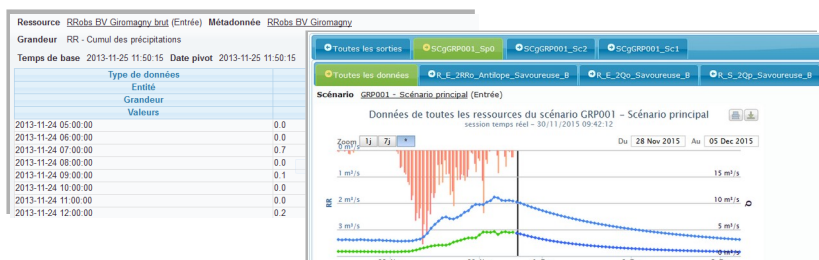 Ressource RRobs BV Giromagny brut (Entrée) Métadonnée RRobs BV Giromagny
Grandeur RR - Cumul des précipitations
Temps de base 2013-11-25 11:50:15 Date pivot 2013-11-25 11:50:15
Type de données
Entité
Grandeur
Valeurs
2013-11-24 05:00:00 0.0
2013-11-24 06:00:00 0.0
2013-11-24 07:00:00 0.7
2013-11-24 08:00:00 0.0
2013-11-24 09:00:00 0.1
2013-11-24 10:00:00 0.0
2013-11-24 11:00:00 0.0
2013-11-24 12:00:00 0.2
Toutes les sorties SCgGRP001_Sp0 SCgGRP001_Sc2 SCgGRP001_Sc1
Toutes les données R_E_2RRo_Antilope_Savoureuse_B R_E_2Qo_Savoureuse_B R_S_2Qp_Savoureuse_B
Scénario GRP001 - Scénario principal (Entrée)
Données de toutes les ressources du scénario GRP001 - Scénario principal
session temps réel - 30/11/2015 09:42:12
Zoom 1j 7j * Du 28 Nov 2015 Au 05 Dec 2015
0 m³/s
1 m³/s 15 m³/s
2 m³/s 10 m³/s
RR Q
3 m³/s 5 m³/s
0 m³/s